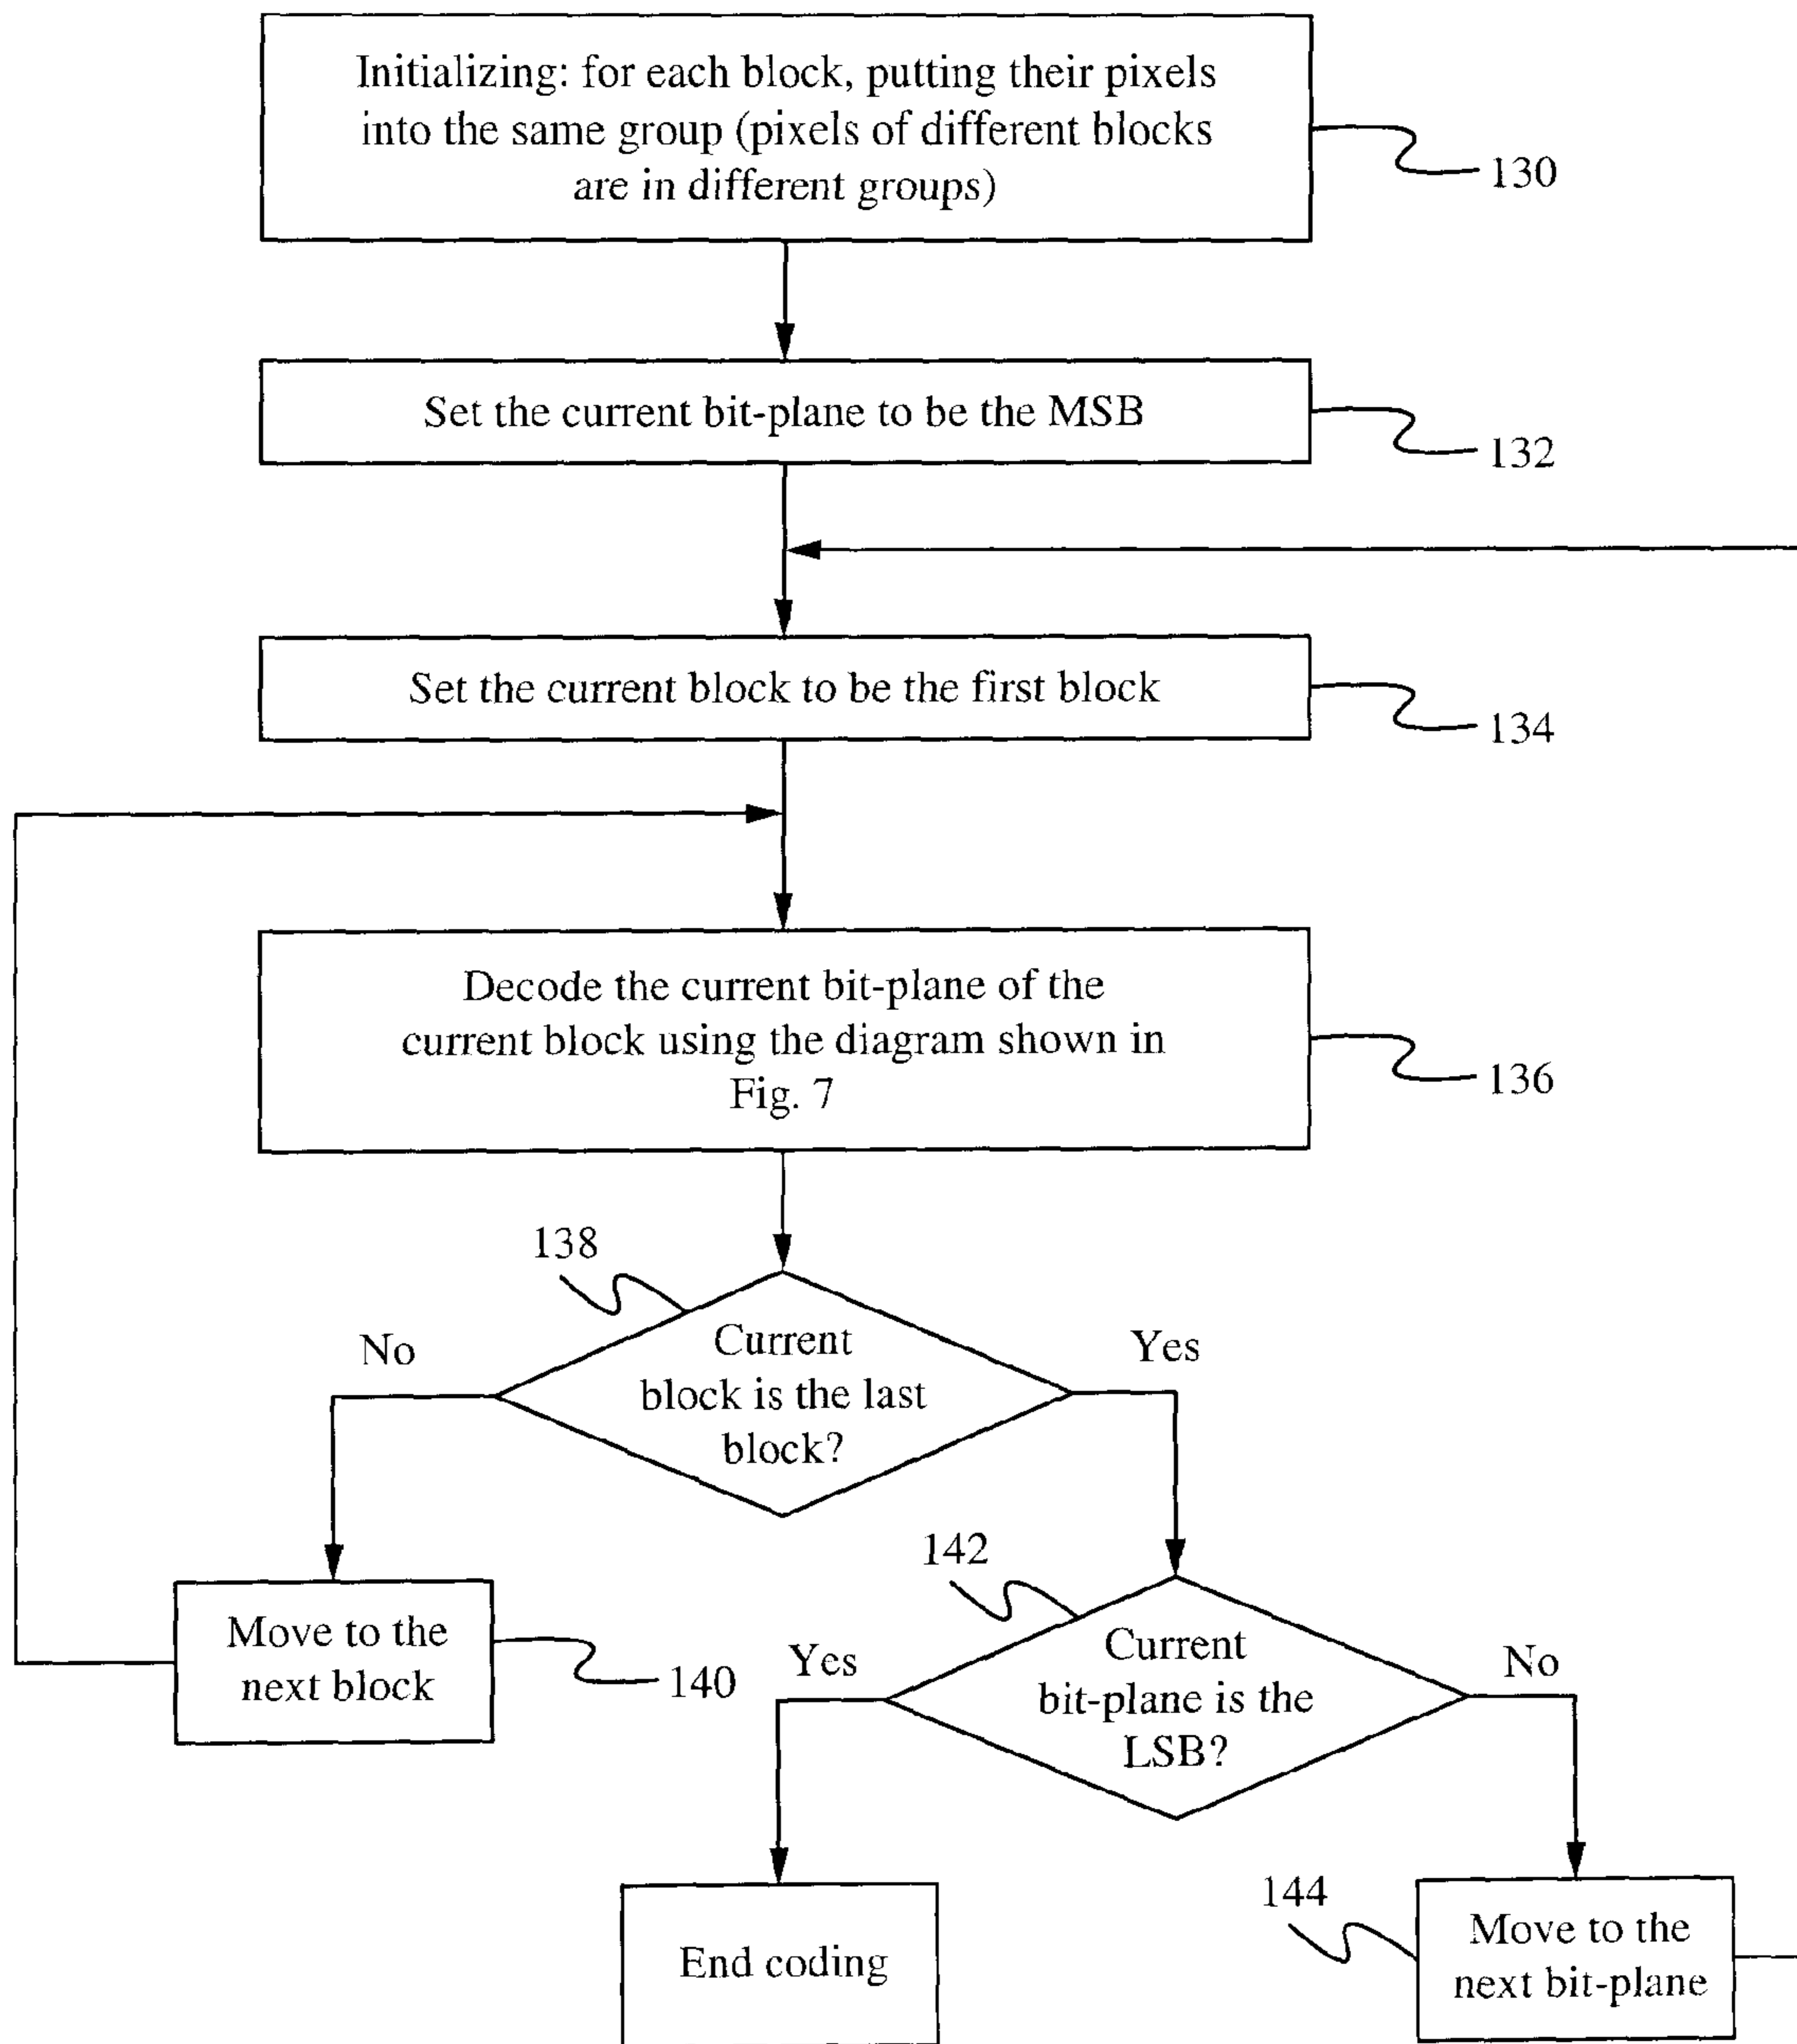 Initializing: for each block, putting their pixels
into the same group (pixels of different blocks
are in different groups)
130
Set the current bit-plane to be the MSB
132
Set the current block to be the first block
134
Decode the current bit-plane of the
current block using the diagram shown in
Fig. 7
136
138
No
Current
block is the last
block?
Yes
Move to the
next block
140
142
Yes
Current
bit-plane is the
LSB?
No
End coding
144
Move to the
next bit-plane